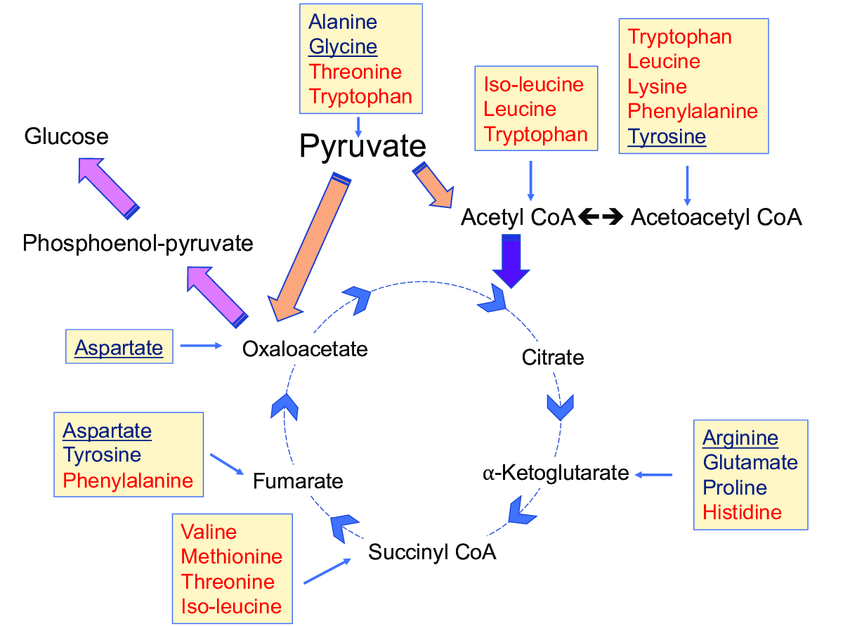 Alanine
Glycine
Threonine
Tryptophan
Iso-leucine
Leucine
Tryptophan
Tryptophan
Leucine
Lysine
Phenylalanine
Tyrosine
Glucose
Pyruvate
Acetyl CoA
Acetoacetyl CoA
Phosphoenol-pyruvate
Aspartate
Oxaloacetate
Citrate
Aspartate
Tyrosine
Phenylalanine
Fumarate
α-Ketoglutarate
Arginine
Glutamate
Proline
Histidine
Valine
Methionine
Threonine
Iso-leucine
Succinyl CoA